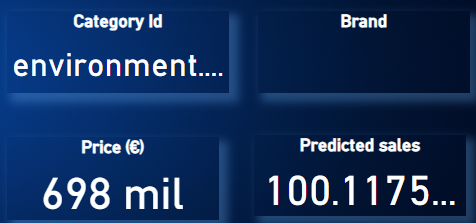 Category Id
Brand
environment....
Price (€)
Predicted sales
698 mil
100.1175...